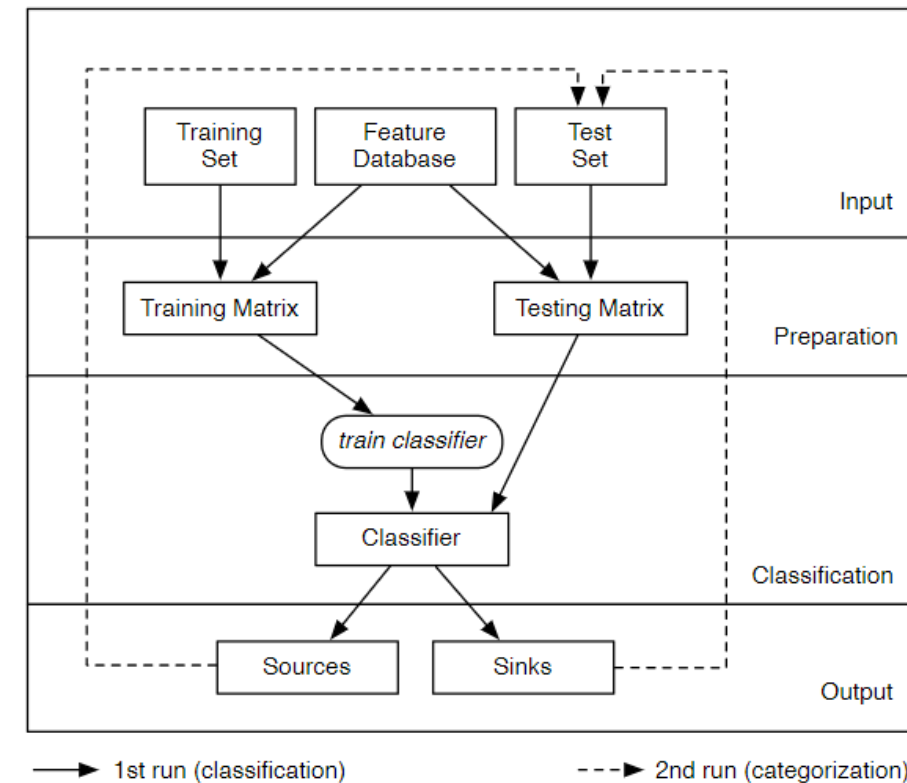 Training
Set
Feature
Database
Test
Set
Input
Training Matrix
Testing Matrix
Preparation
train classifier
Classifier
Classification
Sources
Sinks
Output
1st run (classification)
2nd run (categorization)